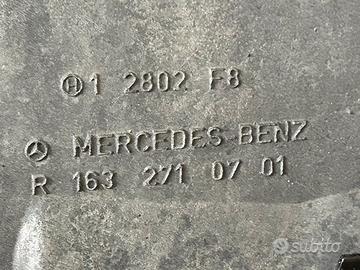 H 1 2802 F8
MERCEDES-BENZ
R 163 271 07 01
subito